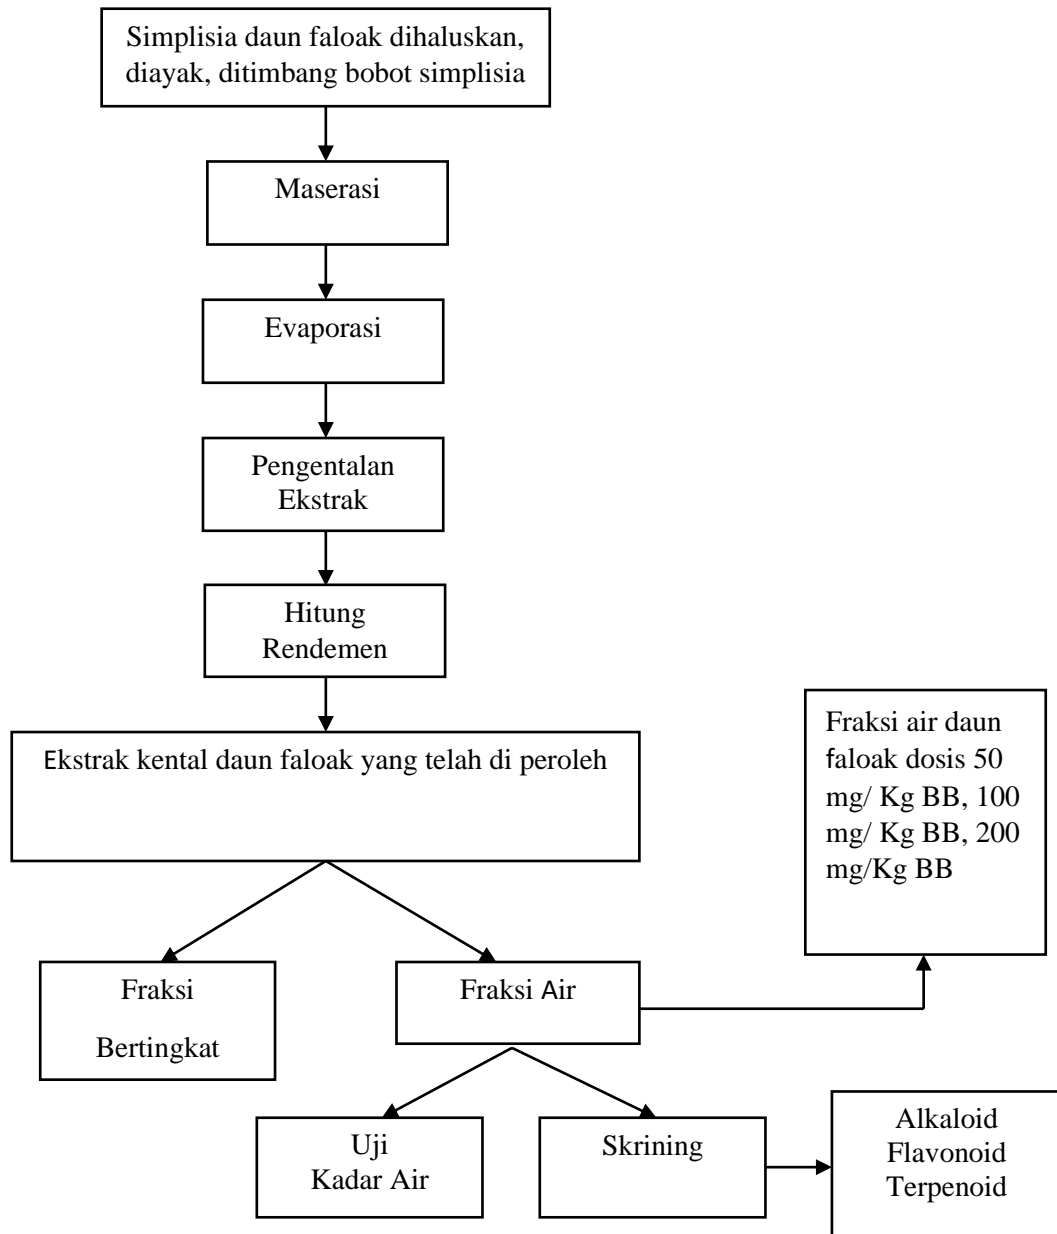 Simplisia daun faloak dihaluskan,
diayak, ditimbang bobot simplisia
Maserasi
Evaporasi
Pengentalan
Ekstrak
Hitung
Rendemen
Ekstrak kental daun faloak yang telah di peroleh
Fraksi air daun
faloak dosis 50
mg/ Kg BB, 100
mg/ Kg BB, 200
mg/Kg BB
Fraksi
Bertingkat
Fraksi Air
Uji
Kadar Air
Skrining
Alkaloid
Flavonoid
Terpenoid